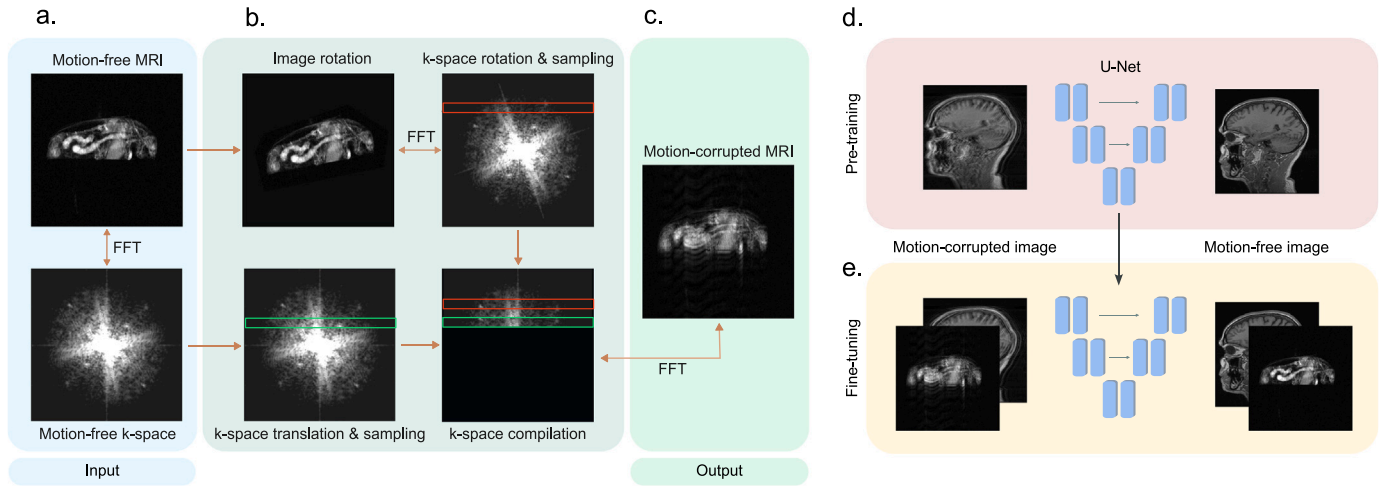 a.
Motion-free MRI
FFT
Motion-free k-space
Input
b.
Image rotation
k-space rotation & sampling
FFT
k-space translation & sampling
k-space compilation
c.
Motion-corrupted MRI
FFT
Output
d.
Pre-training
U-Net
Motion-corrupted image
Motion-free image
e.
Fine-tuning